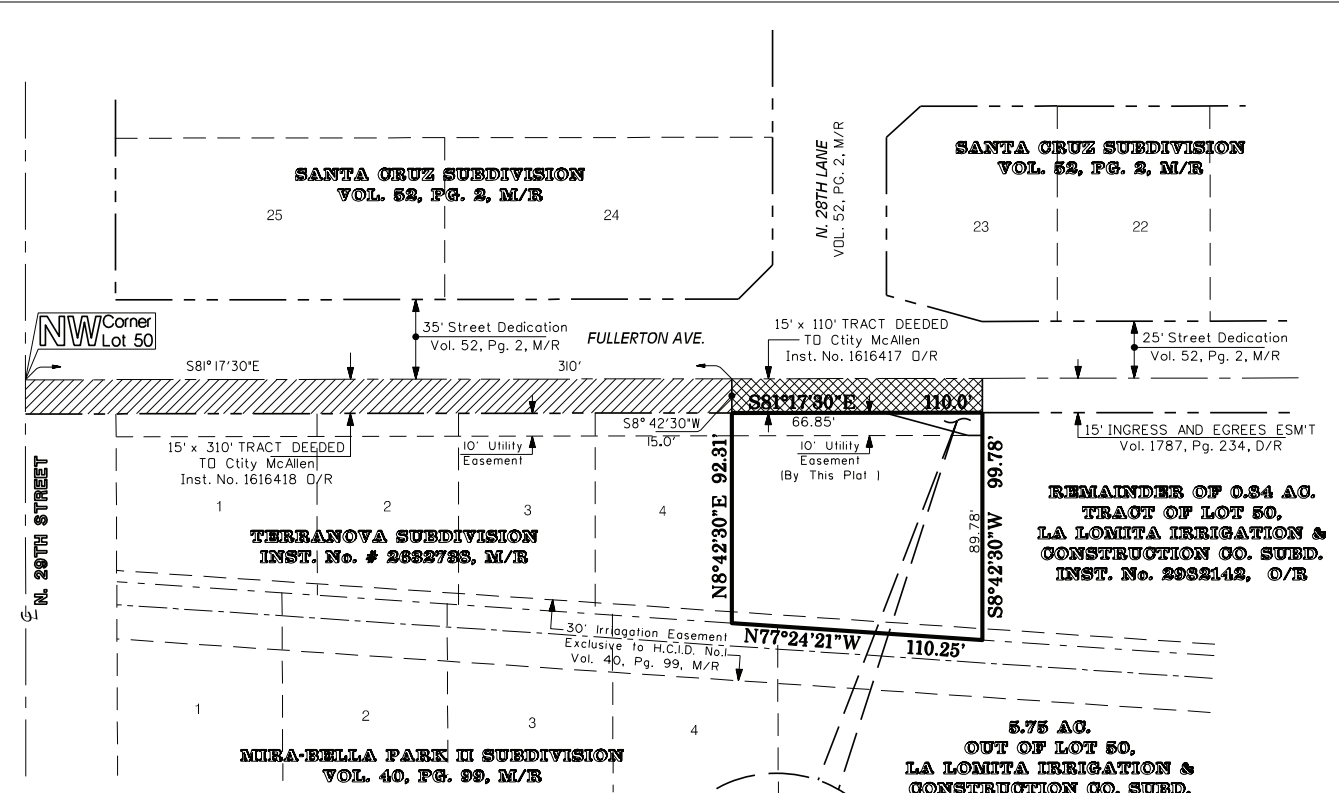 SANTA CRUZ SUBDIVISION
VOL. 52, PG. 2, M/R
25
24
N. 28TH LANE
VOL. 52, PG. 2, M/R
SANTA CRUZ SUBDIVISION
VOL. 52, PG. 2, M/R
23
22
NW Corner
Lot 50
35' Street Dedication
Vol. 52, Pg. 2, M/R
FULLERTON AVE.
15' x 110' TRACT DEEDED
TO Ctity McAllen
Inst. No. 1616417 O/R
25' Street Dedication
Vol. 52, Pg. 2, M/R
S81°17'30"E
310'
S81°17'30"E 110.0'
66.85'
S8°42'30"W
15.0'
15' x 310' TRACT DEEDED
TO Ctity McAllen
Inst. No. 1616418 O/R
10' Utility
Easement
10' Utility
Easement
(By This Plat )
15' INGRESS AND EGREES ESM'T
Vol. 1787, Pg. 234, D/R
N8°42'30"E 92.31'
S8°42'30"W 99.78'
89.78'
N. 29TH STREET
1
2
3
4
TERRANOVA SUBDIVISION
INST. No. # 2632738, M/R
REMAINDER OF 0.84 AC.
TRACT OF LOT 50,
LA LOMITA IRRIGATION &
CONSTRUCTION CO. SUBD.
INST. No. 2982142, O/R
30' Irriagation Easement
Exclusive to H.C.I.D. No.1
Vol. 40, Pg. 99, M/R
N77°24'21"W 110.25'
1
2
3
4
MIRA-BELLA PARK II SUBDIVISION
VOL. 40, PG. 99, M/R
5.75 AC.
OUT OF LOT 50,
LA LOMITA IRRIGATION &
CONSTRUCTION CO. SUBD.